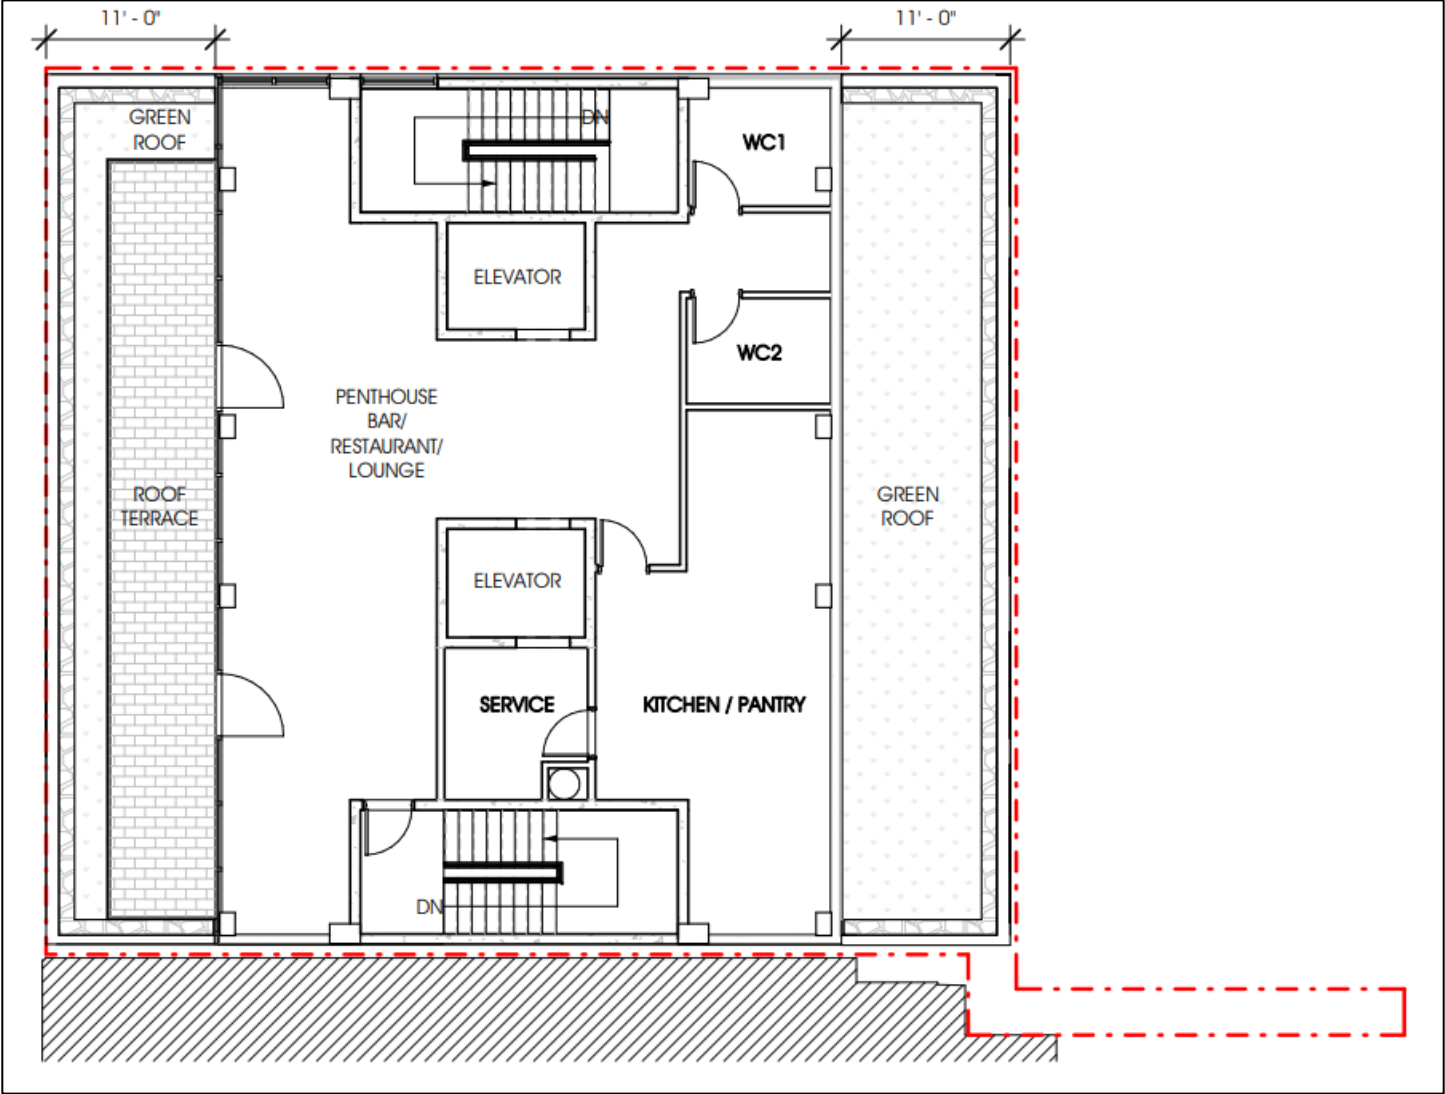 11' - 0"
11' - 0"
GREEN
ROOF
DN
WC1
ELEVATOR
WC2
PENTHOUSE
BAR/
RESTAURANT/
LOUNGE
ROOF
TERRACE
GREEN
ROOF
ELEVATOR
SERVICE
KITCHEN / PANTRY
DN